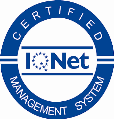 CERTIFIED
IQNet
MANAGEMENT SYSTEM